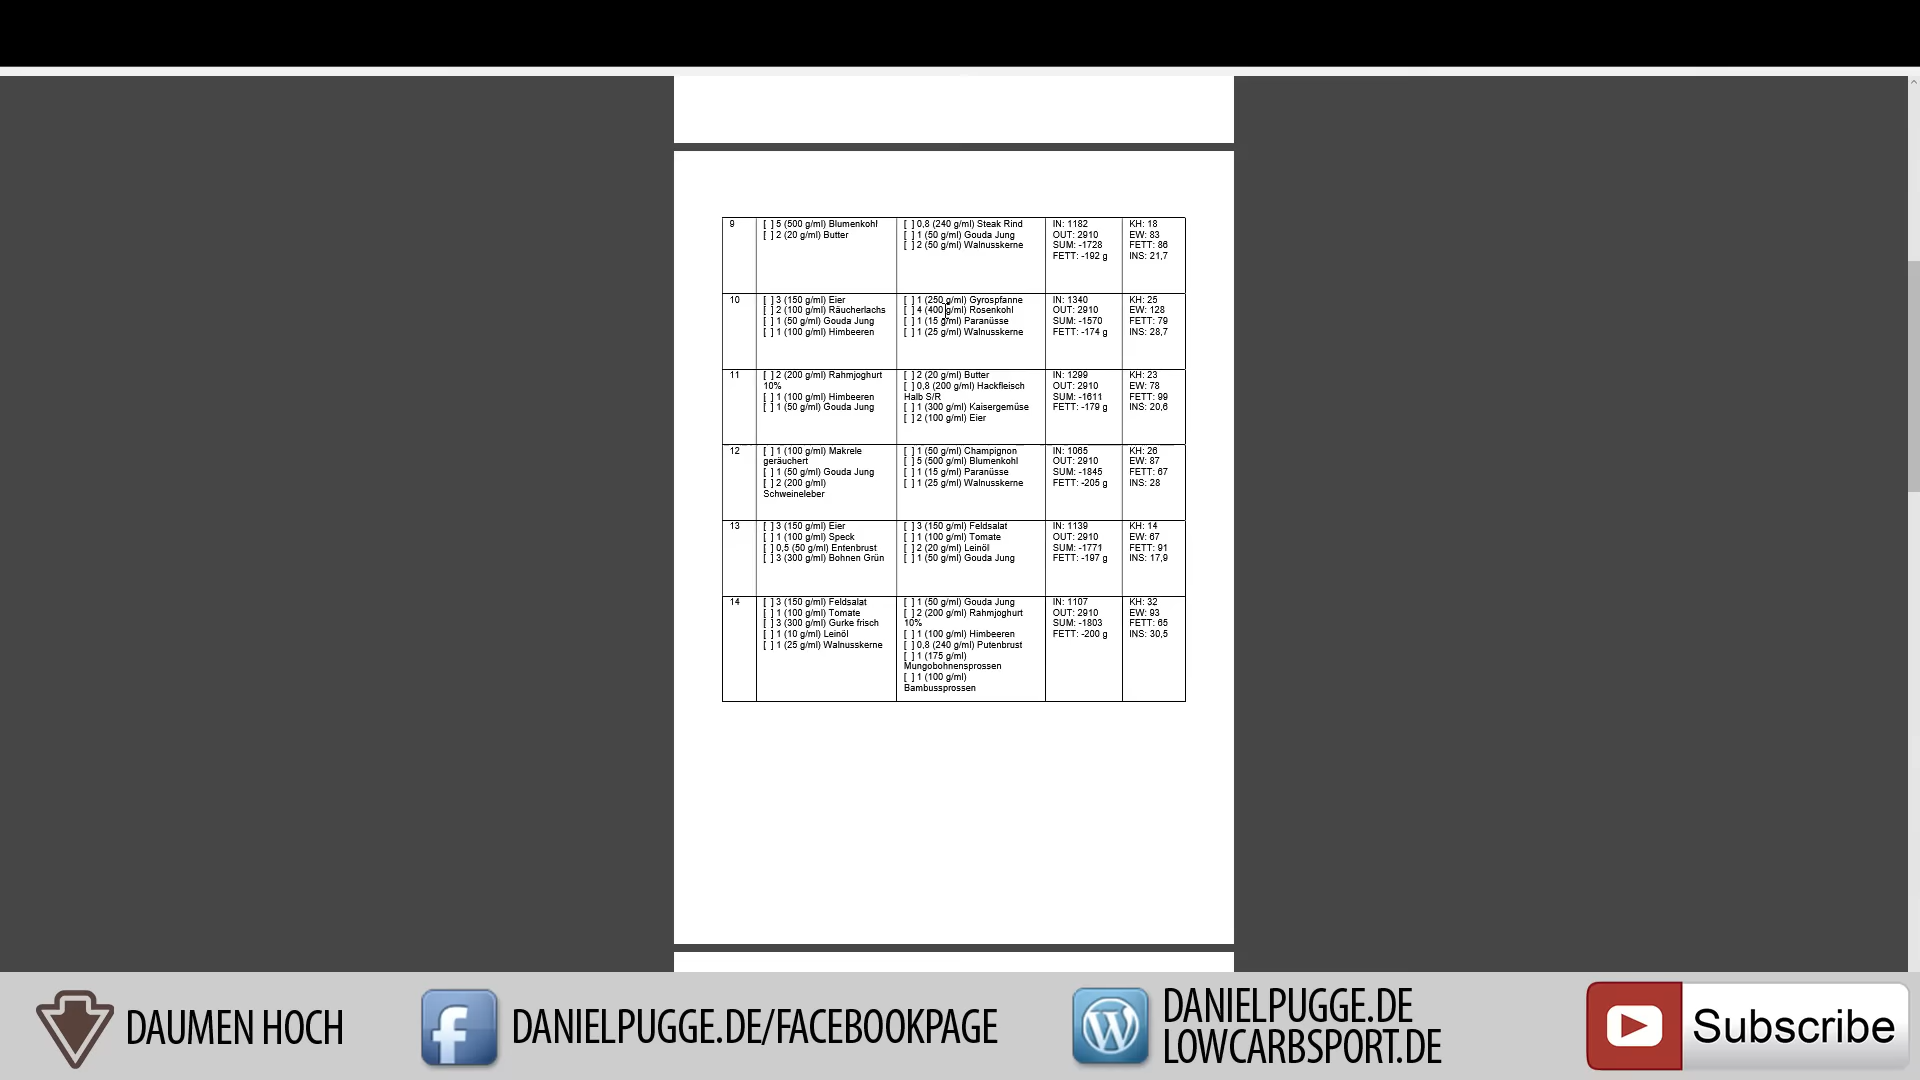 9
[ ] 5 (500 g/ml) Blumenkohl
[ ] 2 (20 g/ml) Butter
[ ] 0,8 (240 g/ml) Steak Rind
[ ] 1 (50 g/ml) Gouda Jung
[ ] 2 (50 g/ml) Walnusskerne
IN: 1182
OUT: 2910
SUM: -1728
FETT: -192 g
KH: 18
EW: 83
FETT: 86
INS: 21,7
10
[ ] 3 (150 g/ml) Eier
[ ] 2 (100 g/ml) Räucherlachs
[ ] 1 (50 g/ml) Gouda Jung
[ ] 1 (100 g/ml) Himbeeren
[ ] 1 (250 g/ml) Gyrospfanne
[ ] 4 (400 g/ml) Rosenkohl
[ ] 1 (15 g/ml) Paranüsse
[ ] 1 (25 g/ml) Walnusskerne
IN: 1340
OUT: 2910
SUM: -1570
FETT: -174 g
KH: 25
EW: 128
FETT: 79
INS: 28,7
11
[ ] 2 (200 g/ml) Rahmjoghurt
10%
[ ] 1 (100 g/ml) Himbeeren
[ ] 1 (50 g/ml) Gouda Jung
[ ] 2 (20 g/ml) Butter
[ ] 0,8 (200 g/ml) Hackfleisch
Halb S/R
[ ] 1 (300 g/ml) Kaisergemüse
[ ] 2 (100 g/ml) Eier
IN: 1299
OUT: 2910
SUM: -1611
FETT: -179 g
KH: 23
EW: 78
FETT: 99
INS: 20,6
12
[ ] 1 (100 g/ml) Makrele
geräuchert
[ ] 1 (50 g/ml) Gouda Jung
[ ] 2 (200 g/ml)
Schweineleber
[ ] 1 (50 g/ml) Champignon
[ ] 5 (500 g/ml) Blumenkohl
[ ] 1 (15 g/ml) Paranüsse
[ ] 1 (25 g/ml) Walnusskerne
IN: 1065
OUT: 2910
SUM: -1845
FETT: -205 g
KH: 26
EW: 87
FETT: 67
INS: 28
13
[ ] 3 (150 g/ml) Eier
[ ] 1 (100 g/ml) Speck
[ ] 0,5 (50 g/ml) Entenbrust
[ ] 3 (300 g/ml) Bohnen Grün
[ ] 3 (150 g/ml) Feldsalat
[ ] 1 (100 g/ml) Tomate
[ ] 2 (20 g/ml) Leinöl
[ ] 1 (50 g/ml) Gouda Jung
IN: 1139
OUT: 2910
SUM: -1771
FETT: -197 g
KH: 14
EW: 67
FETT: 91
INS: 17,9
14
[ ] 3 (150 g/ml) Feldsalat
[ ] 1 (100 g/ml) Tomate
[ ] 3 (300 g/ml) Gurke frisch
[ ] 1 (10 g/ml) Leinöl
[ ] 1 (25 g/ml) Walnusskerne
[ ] 1 (50 g/ml) Gouda Jung
[ ] 2 (200 g/ml) Rahmjoghurt
10%
[ ] 1 (100 g/ml) Himbeeren
[ ] 0,8 (240 g/ml) Putenbrust
[ ] 1 (175 g/ml)
Mungobohnensprossen
[ ] 1 (100 g/ml)
Bambussprossen
IN: 1107
OUT: 2910
SUM: -1803
FETT: -200 g
KH: 32
EW: 93
FETT: 65
INS: 30,5
DAUMEN HOCH
DANIELPUGGE.DE/FACEBOOKPAGE
DANIELPUGGE.DE
LOWCARBSPORT.DE
Subscribe